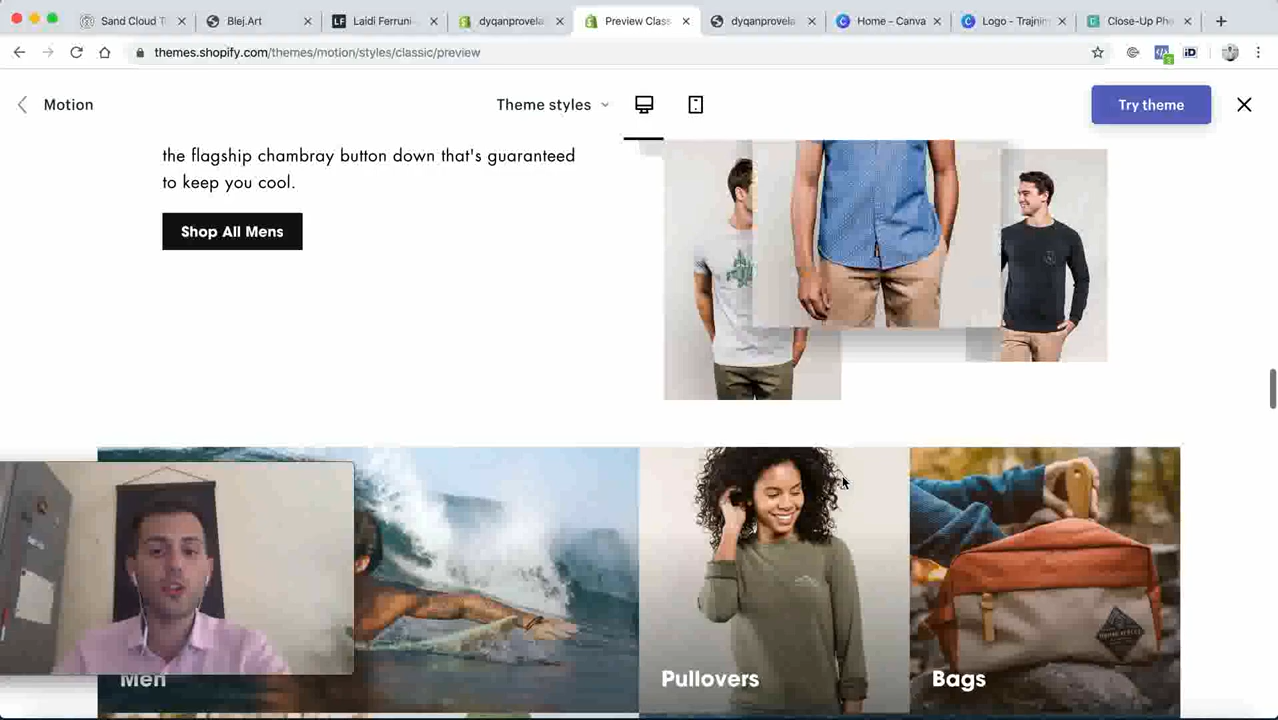 Sand Cloud T
Blej.Art
Laidi Ferruni
dyqanprovela
Preview Clas
dyqanprovela
Home - Canva
Logo - Trajnim
Close-Up Pho
themes.shopify.com/themes/motion/styles/classic/preview
Motion
Theme styles
Try theme
the flagship chambray button down that's guaranteed
to keep you cool.
Shop All Mens
Men
Pullovers
Bags